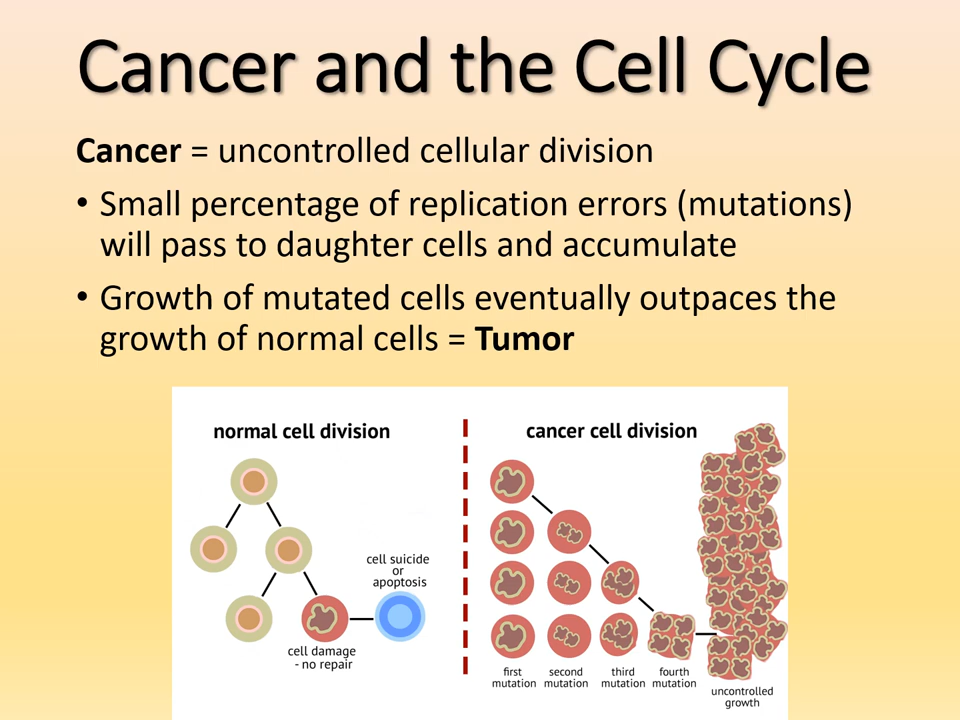 Cancer and the Cell Cycle
Cancer = uncontrolled cellular division
• Small percentage of replication errors (mutations)
will pass to daughter cells and accumulate
• Growth of mutated cells eventually outpaces the
growth of normal cells = Tumor
normal cell division
cancer cell division
cell suicide
or
apoptosis
cell damage
- no repair
first
mutation
second
mutation
third
mutation
fourth
mutation
uncontrolled
growth